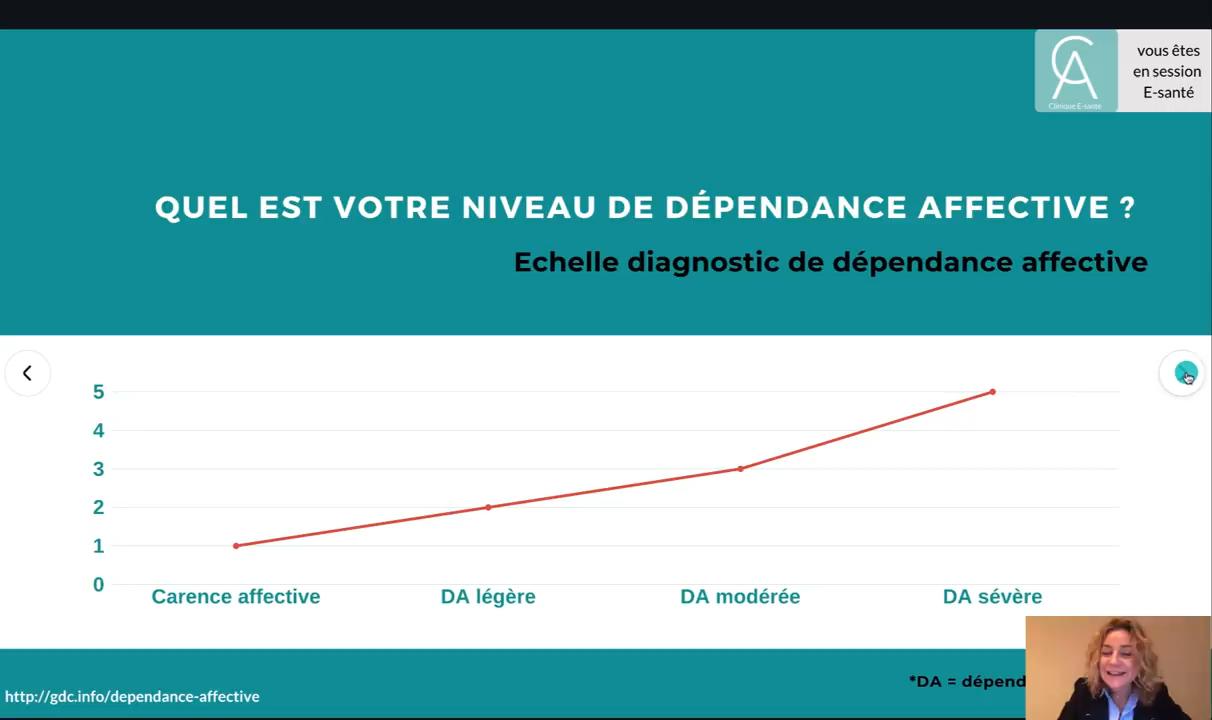 CA
Clinique E-sante
vous êtes
en session
E-santé
QUEL EST VOTRE NIVEAU DE DÉPENDANCE AFFECTIVE ?
Echelle diagnostic de dépendance affective
5
4
3
2
1
0
Carence affective DA légère DA modérée DA sévère
*DA = dépend
http://gdc.info/dependance-affective